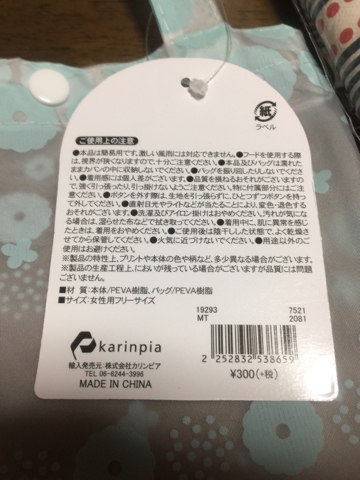 紙
ラベル
ご使用上の注意
●本品は簡易用です。激しい風雨には対応できません。●フードを使用する際
は、視界が狭くなりますので、十分ご注意ください。●本品及びバッグは濡れた
ままカバンの中に収納しないでください。●バッグを振り回したりしないでくだ
さい。●着用感には個人差がございます。●品質を損ねるおそれがございますの
で、強く引っ張ったり、引っ掛けないようご注意ください。特に付属部分にはご注
意ください。●ボタンを外す際は、生地を引っ張らずに、ひとつずつボタンを持っ
て外してください。●直射日光やライトなどが当たることにより、変色・退色する
おそれがございます。●洗濯及びアイロン掛けはおやめください。汚れが気にな
る場合は、湿らせた布などで拭き取ってください。●着用中に、肌に異常を感じ
たときは、着用をおやめください。●ご使用後は陰干しした状態で、よく乾燥さ
せてから保管してください。●火気に近づけないでください。●用途以外のご
使用はお避けください。
※製品の特性上、プリントや本体の色や柄など、多少異なる場合がございます。
※製品の生産工程上、においが残っている場合がございますが品質には問題
ございません。
■材 質:本体/PEVA樹脂、バッグ/PEVA樹脂
■サイズ:女性用フリーサイズ
19293 7521
MT 2081
karinpia
輸入発売元:株式会社カリンピア
TEL 06-6244-3996
MADE IN CHINA
2 252832 538659
¥300(+税)